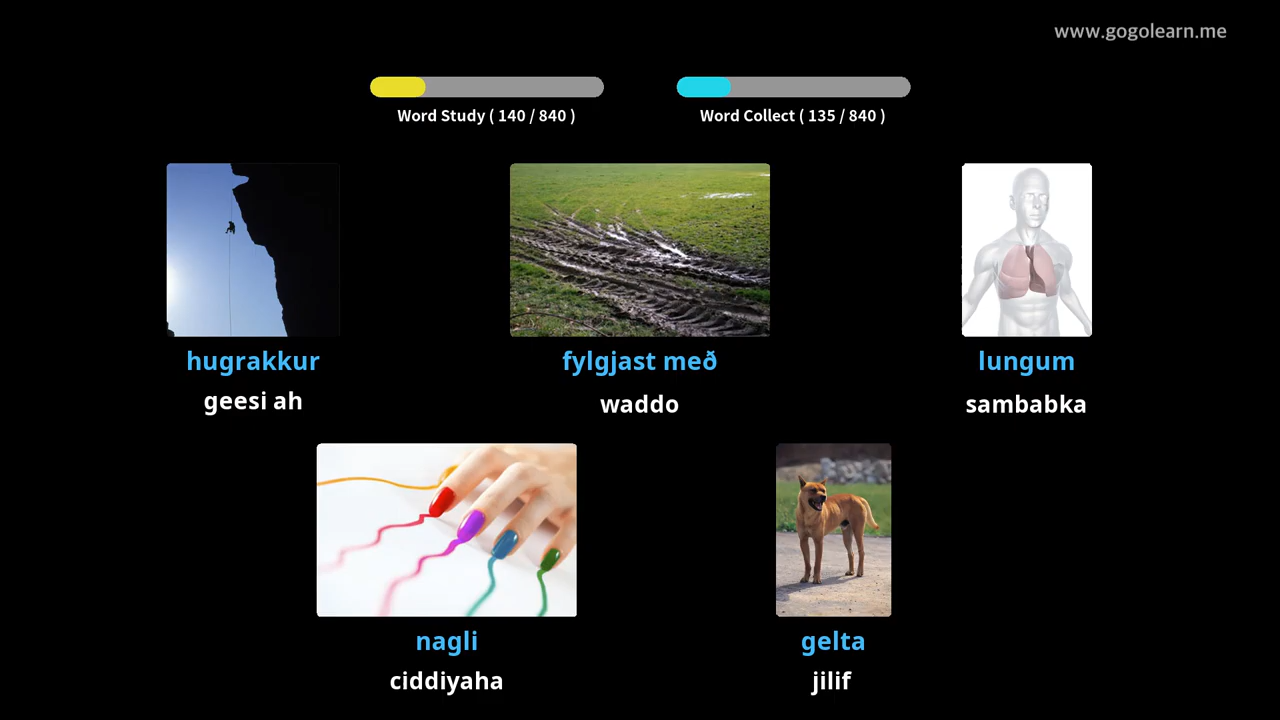 www.gogolearn.me
Word Study ( 140 / 840 )
Word Collect ( 135 / 840 )
hugrakkur
geesi ah
fylgjast með
waddo
lungum
sambabka
nagli
ciddiyaha
gelta
jilif